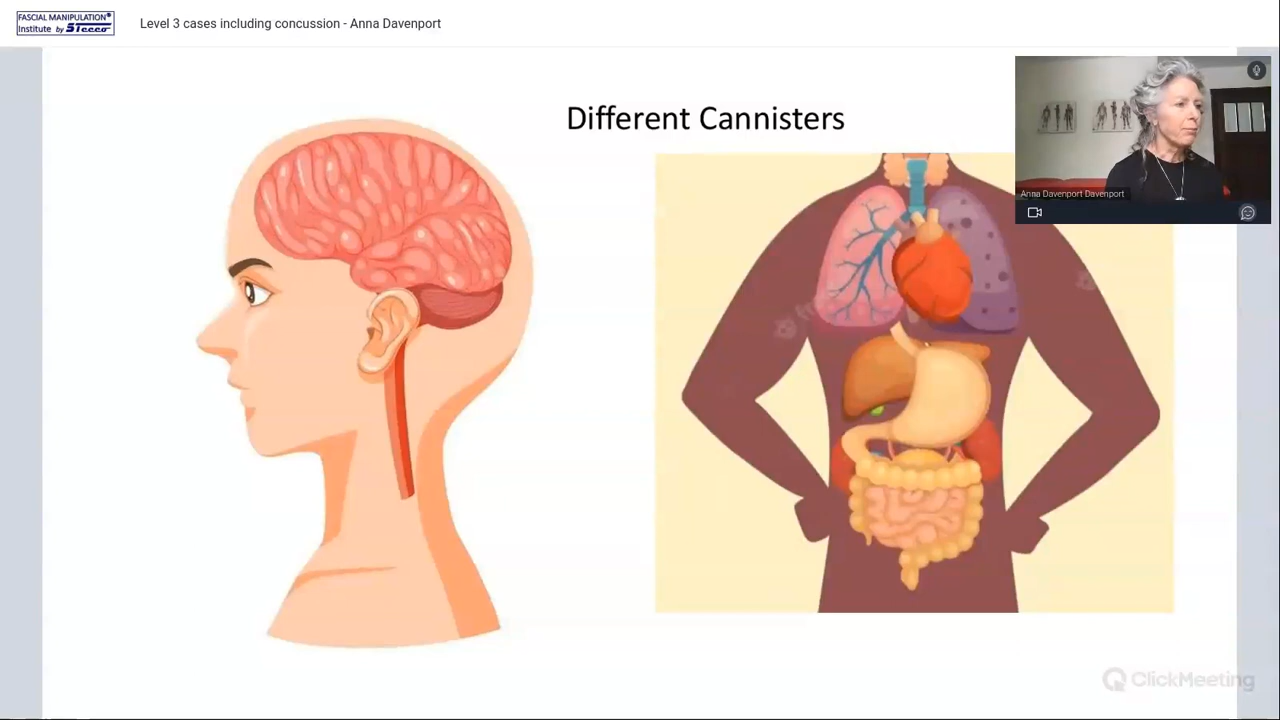 FASCIAL MANIPULATION®
Institute by Stecco
Level 3 cases including concussion - Anna Davenport
Different Cannisters
Anna Davenport Davenport
ClickMeeting